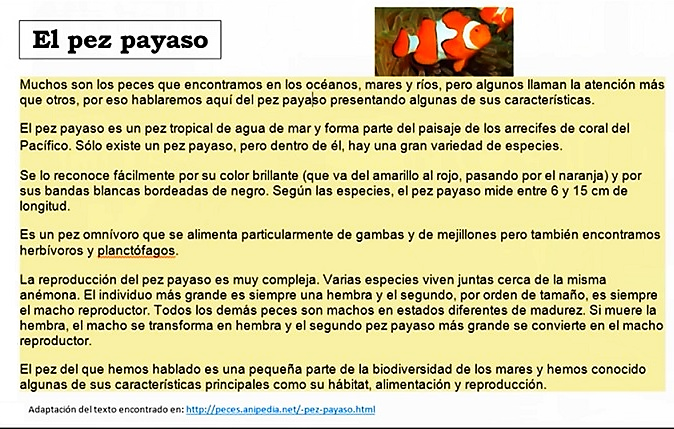 El pez payaso
Muchos son los peces que encontramos en los océanos, mares y ríos, pero algunos llaman la atención más
que otros, por eso hablaremos aquí del pez payaso presentando algunas de sus características.
El pez payaso es un pez tropical de agua de mar y forma parte del paisaje de los arrecifes de coral del
Pacífico. Sólo existe un pez payaso, pero dentro de él, hay una gran variedad de especies.
Se lo reconoce fácilmente por su color brillante (que va del amarillo al rojo, pasando por el naranja) y por
sus bandas blancas bordeadas de negro. Según las especies, el pez payaso mide entre 6 y 15 cm de
longitud.
Es un pez omnívoro que se alimenta particularmente de gambas y de mejillones pero también encontramos
herbívoros y planctófagos.
La reproducción del pez payaso es muy compleja. Varias especies viven juntas cerca de la misma
anémona. El individuo más grande es siempre una hembra y el segundo, por orden de tamaño, es siempre
el macho reproductor. Todos los demás peces son machos en estados diferentes de madurez. Si muere la
hembra, el macho se transforma en hembra y el segundo pez payaso más grande se convierte en el macho
reproductor.
El pez del que hemos hablado es una pequeña parte de la biodiversidad de los mares y hemos conocido
algunas de sus características principales como su hábitat, alimentación y reproducción.
Adaptación del texto encontrado en: http://peces.anipedia.net/-pez-payaso.html